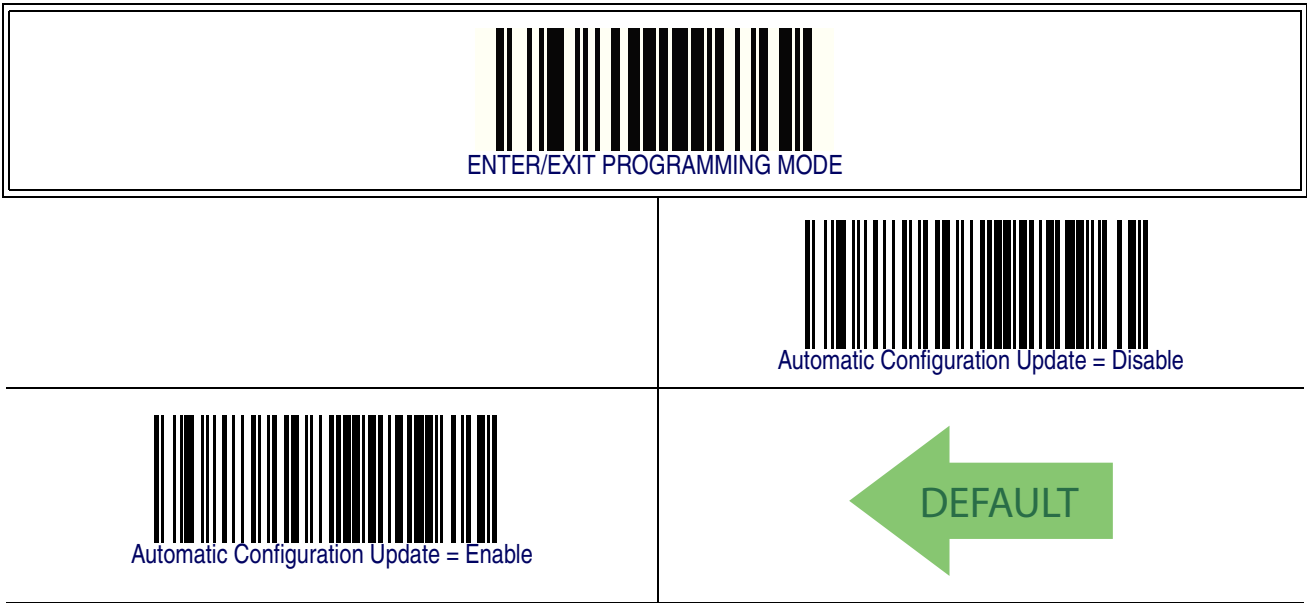 ENTER/EXIT PROGRAMMING MODE
Automatic Configuration Update = Disable
Automatic Configuration Update = Enable
DEFAULT